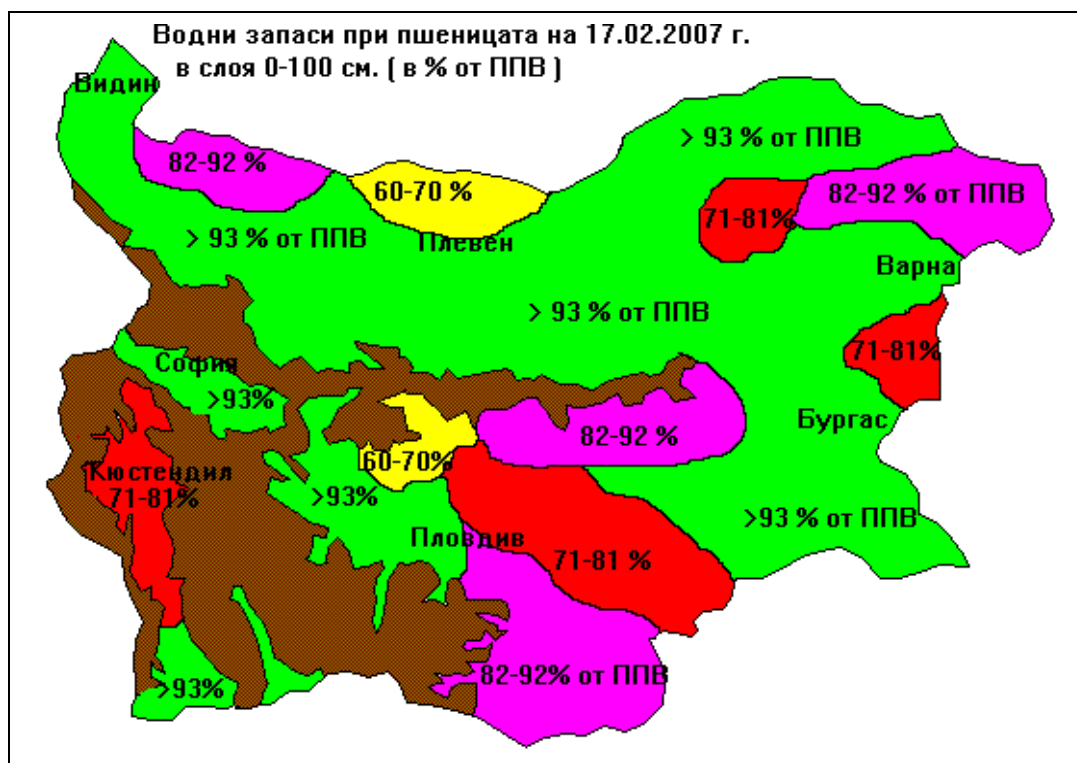 Водни запаси при пшеницата на 17.02.2007 г.
в слоя 0-100 см. ( в % от ППВ )
Видин
> 93 % от ППВ
82-92 %
60-70 %
82-92 % от ППВ
71-81%
> 93 % от ППВ
Плевен
Варна
> 93 % от ППВ
71-81%
София
>93%
Бургас
82-92 %
60-70%
Кюстендил
71-81%
>93%
>93 % от ППВ
Пловдив
71-81 %
82-92% от ППВ
>93%